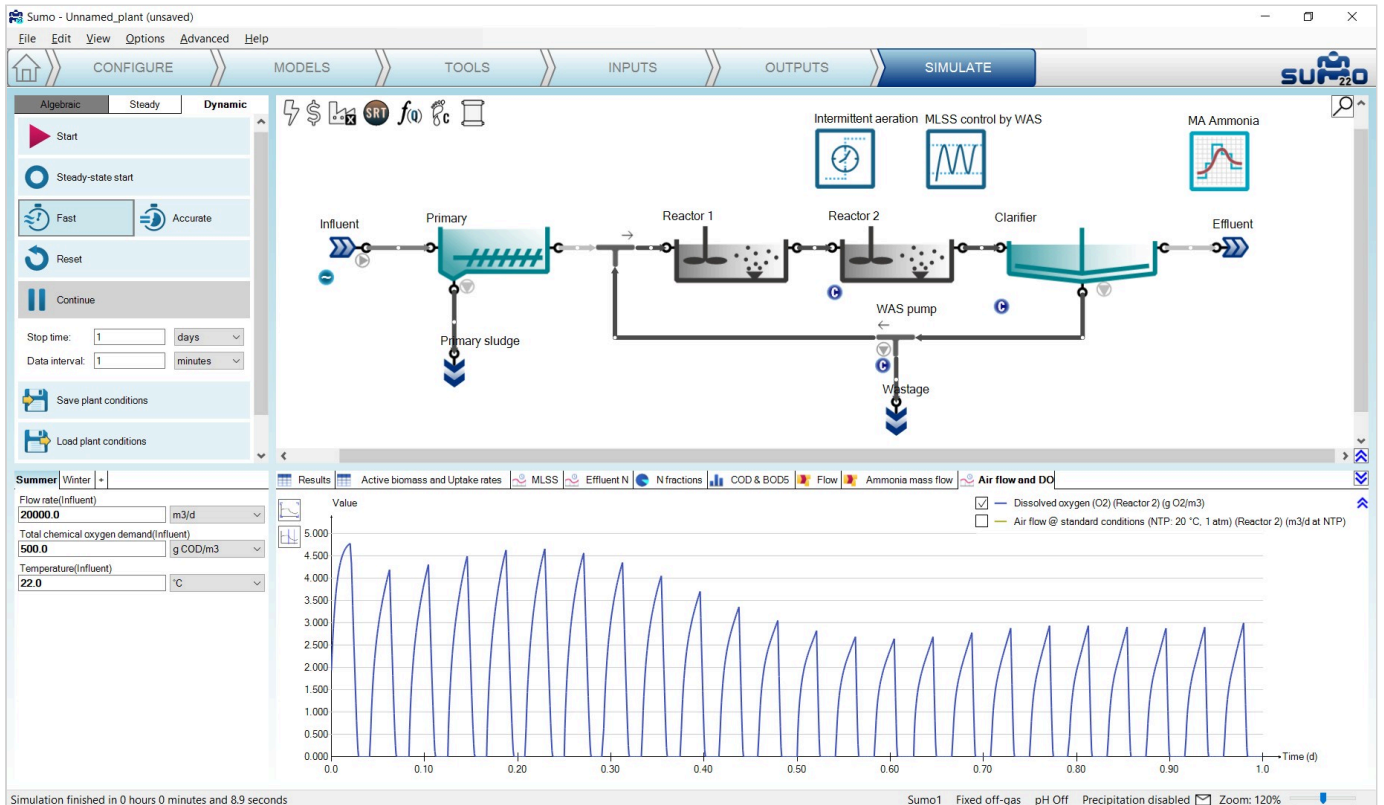 Sumo - Unnamed_plant (unsaved)
File Edit View Options Advanced Help
CONFIGURE MODELS TOOLS INPUTS OUTPUTS SIMULATE
SUMO 22
Algebraic Steady Dynamic
Start
Steady-state start
Fast Accurate
Reset
Continue
Stop time: 1 days
Data interval: 1 minutes
Save plant conditions
Load plant conditions
$ SRT f(Q) C
Intermittent aeration MLSS control by WAS MA Ammonia
Influent Primary Reactor 1 Reactor 2 Clarifier Effluent
C C
WAS pump
Primary sludge
C
Wastage
Summer Winter +
Flow rate(Influent)
20000.0 m3/d
Total chemical oxygen demand(Influent)
500.0 g COD/m3
Temperature(Influent)
22.0 °C
Results Active biomass and Uptake rates MLSS Effluent N N fractions COD & BOD5 Flow Ammonia mass flow Air flow and DO
Value
Dissolved oxygen (O2) (Reactor 2) (g O2/m3)
Air flow @ standard conditions (NTP: 20 °C, 1 atm) (Reactor 2) (m3/d at NTP)
5.000
4.500
4.000
3.500
3.000
2.500
2.000
1.500
1.000
0.500
0.000
0.0 0.10 0.20 0.30 0.40 0.50 0.60 0.70 0.80 0.90 1.0
Time (d)
Simulation finished in 0 hours 0 minutes and 8.9 seconds
Sumo1 Fixed off-gas pH Off Precipitation disabled Zoom: 120%